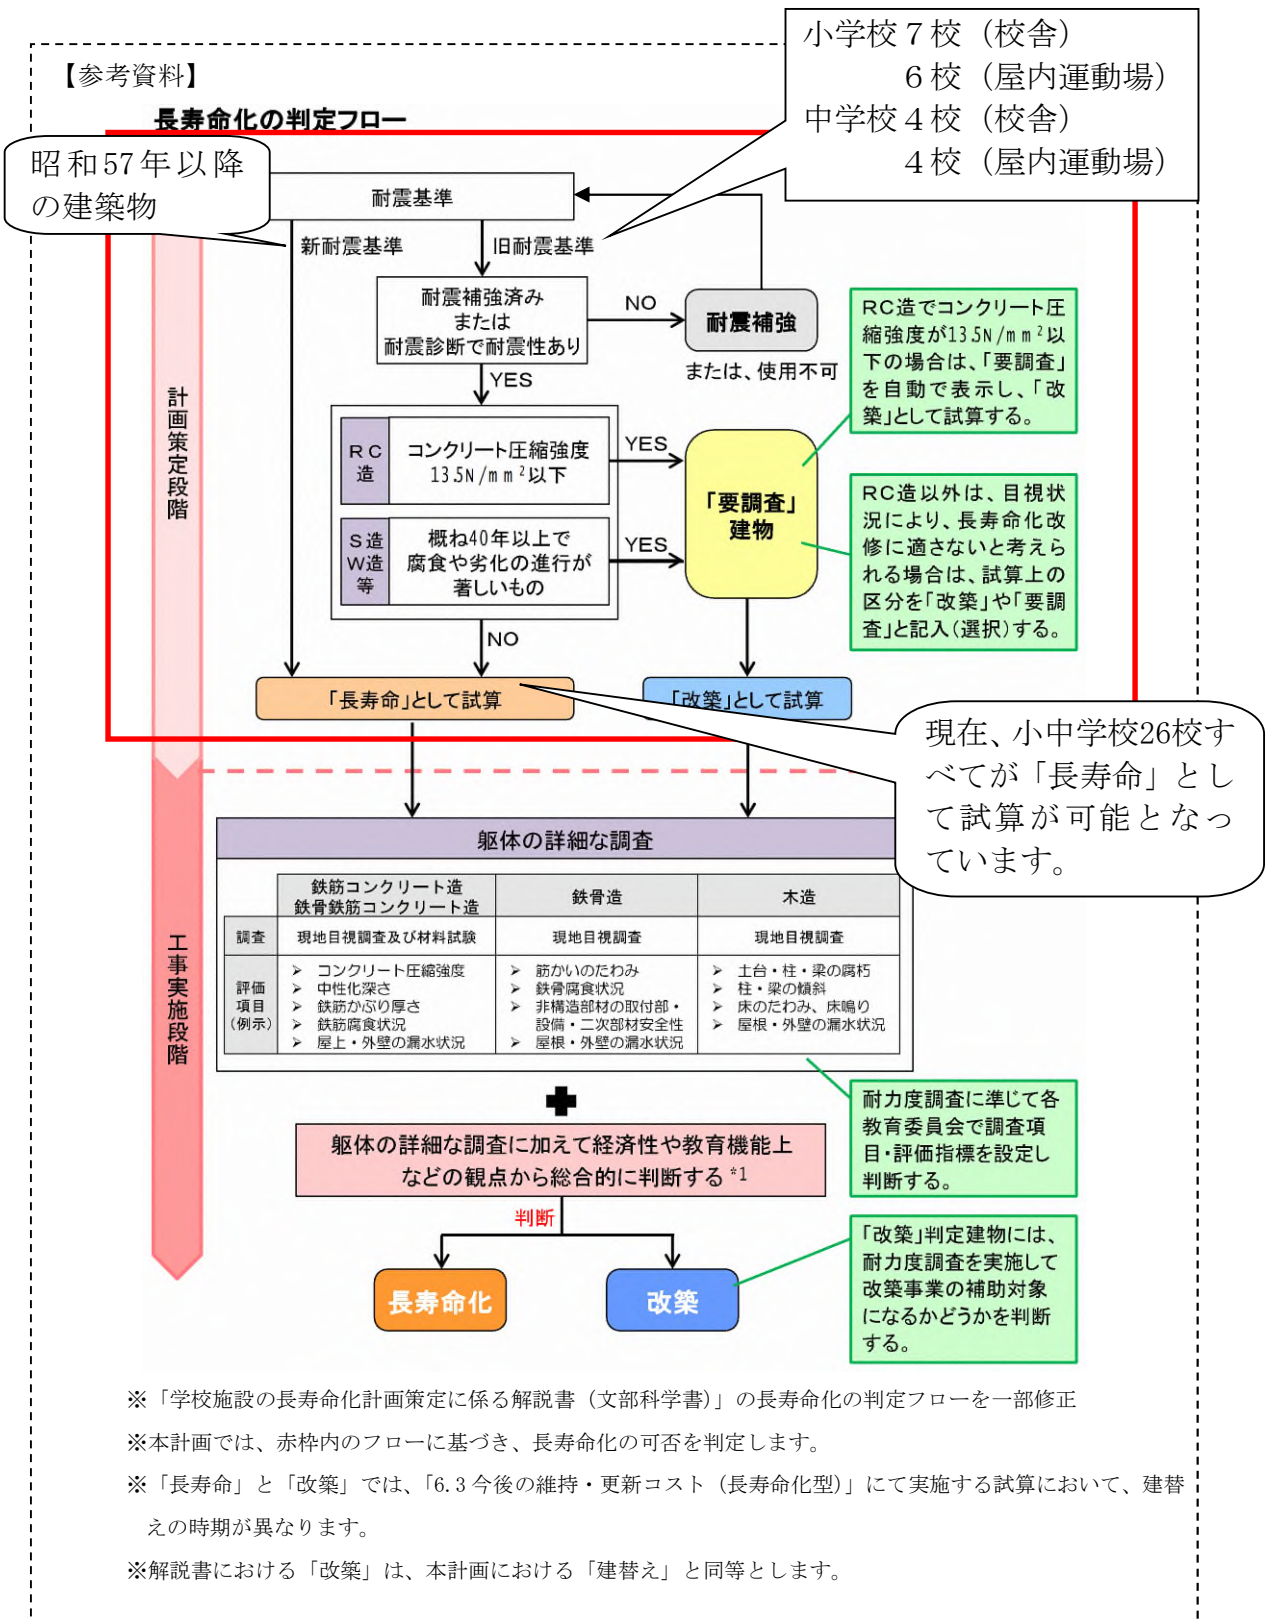 小学校７校（校舎）
６校（屋内運動場）
中学校４校（校舎）
４校（屋内運動場）
【参考資料】
長寿命化の判定フロー
昭和57年以降
の建築物
耐震基準
新耐震基準
旧耐震基準
耐震補強済み
または
耐震診断で耐震性あり
NO
耐震補強
または、使用不可
YES
RC造でコンクリート圧
縮強度が13.5N/mm²以
下の場合は、「要調査」
を自動で表示し、「改
築」として試算する。
計画策定段階
RC
造
コンクリート圧縮強度
13.5N/mm²以下
YES
「要調査」
建物
S造
W造
等
概ね40年以上で
腐食や劣化の進行が
著しいもの
YES
RC造以外は、目視状
況により、長寿命化改
修に適さないと考えら
れる場合は、試算上の
区分を「改築」や「要調
査」と記入(選択)する。
NO
「長寿命」として試算
「改築」として試算
現在、小中学校26校す
べてが「長寿命」とし
て試算が可能となっ
ています。
工事実施段階
躯体の詳細な調査
鉄筋コンクリート造
鉄骨鉄筋コンクリート造
鉄骨造
木造
調査
現地目視調査及び材料試験
現地目視調査
現地目視調査
評価
項目
(例示)
➢ コンクリート圧縮強度
➢ 中性化深さ
➢ 鉄筋かぶり厚さ
➢ 鉄筋腐食状況
➢ 屋上・外壁の漏水状況
➢ 筋かいのたわみ
➢ 鉄骨腐食状況
➢ 非構造部材の取付部・
設備・二次部材安全性
➢ 屋根・外壁の漏水状況
➢ 土台・柱・梁の腐朽
➢ 柱・梁の傾斜
➢ 床のたわみ、床鳴り
➢ 屋根・外壁の漏水状況
耐力度調査に準じて各
教育委員会で調査項
目・評価指標を設定し
判断する。
躯体の詳細な調査に加えて経済性や教育機能上
などの観点から総合的に判断する *1
判断
長寿命化
改築
「改築」判定建物には、
耐力度調査を実施して
改築事業の補助対象
になるかどうかを判断
する。
※「学校施設の長寿命化計画策定に係る解説書（文部科学書）」の長寿命化の判定フローを一部修正
※本計画では、赤枠内のフローに基づき、長寿命化の可否を判定します。
※「長寿命」と「改築」では、「6.3 今後の維持・更新コスト（長寿命化型）」にて実施する試算において、建替
えの時期が異なります。
※解説書における「改築」は、本計画における「建替え」と同等とします。